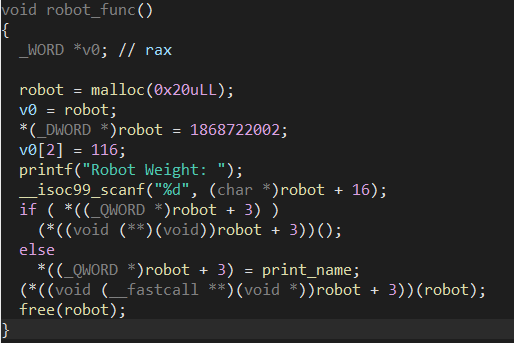 void robot_func()
{
  _WORD *v0; // rax

  robot = malloc(0x20uLL);
  v0 = robot;
  *(_DWORD *)robot = 1868722002;
  v0[2] = 116;
  printf("Robot Weight: ");
  __isoc99_scanf("%d", (char *)robot + 16);
  if ( *((_QWORD *)robot + 3) )
    (*((void (**)(void))robot + 3))();
  else
    *((_QWORD *)robot + 3) = print_name;
  (*((void (__fastcall **)(void *))robot + 3))(robot);
  free(robot);
}